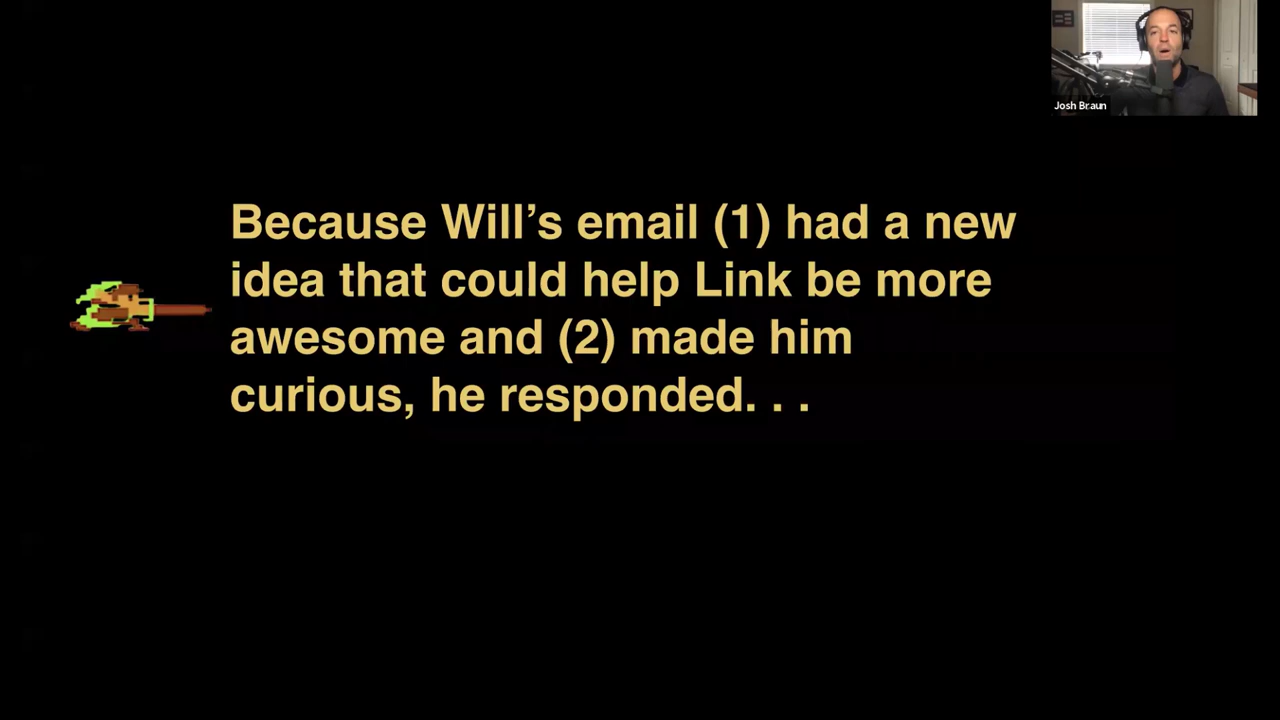 Josh Braun
Because Will’s email (1) had a new
idea that could help Link be more
awesome and (2) made him
curious, he responded. . .